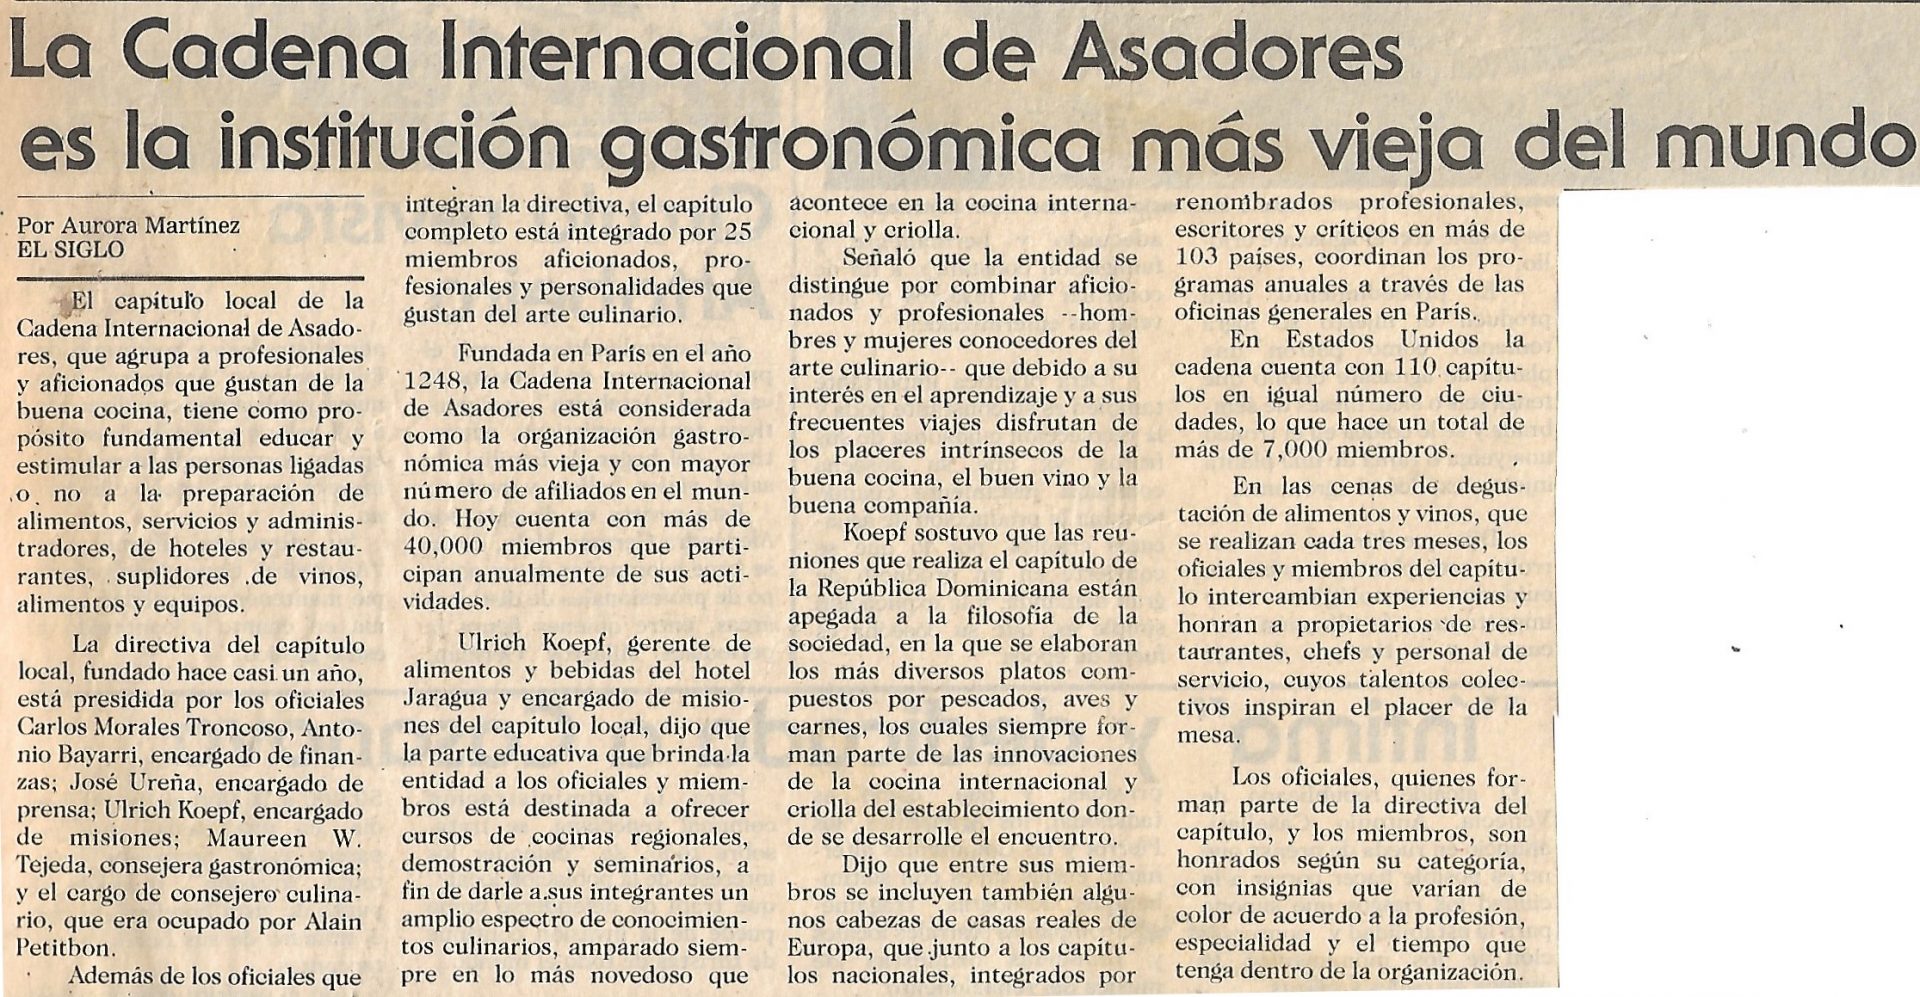 La Cadena Internacional de Asadores
es la institución gastronómica más vieja del mundo
Por Aurora Martínez
EL SIGLO
El capítulo local de la
Cadena Internacional de Asado-
res, que agrupa a profesionales
y aficionados que gustan de la
buena cocina, tiene como pro-
pósito fundamental educar y
estimular a las personas ligadas
o no a la preparación de
alimentos, servicios y adminis-
tradores, de hoteles y restau-
rantes, suplidores de vinos,
alimentos y equipos.
La directiva del capítulo
local, fundado hace casi un año,
está presidida por los oficiales
Carlos Morales Troncoso, Anto-
nio Bayarri, encargado de finan-
zas; José Ureña, encargado de
prensa; Ulrich Koepf, encargado
de misiones; Maureen W.
Tejeda, consejera gastronómica;
y el cargo de consejero culina-
rio, que era ocupado por Alain
Petitbon.
Además de los oficiales que
integran la directiva, el capítulo
completo está integrado por 25
miembros aficionados, pro-
fesionales y personalidades que
gustan del arte culinario.
Fundada en París en el año
1248, la Cadena Internacional
de Asadores está considerada
como la organización gastro-
nómica más vieja y con mayor
número de afiliados en el mun-
do. Hoy cuenta con más de
40,000 miembros que parti-
cipan anualmente de sus acti-
vidades.
Ulrich Koepf, gerente de
alimentos y bebidas del hotel
Jaragua y encargado de misio-
nes del capítulo local, dijo que
la parte educativa que brinda la
entidad a los oficiales y miem-
bros está destinada a ofrecer
cursos de cocinas regionales,
demostración y seminarios, a
fin de darle a sus integrantes un
amplio espectro de conocimien-
tos culinarios, amparado siem-
pre en lo más novedoso que
acontece en la cocina interna-
cional y criolla.
Señaló que la entidad se
distingue por combinar aficio-
nados y profesionales --hom-
bres y mujeres conocedores del
arte culinario-- que debido a su
interés en el aprendizaje y a sus
frecuentes viajes disfrutan de
los placeres intrínsecos de la
buena cocina, el buen vino y la
buena compañía.
Koepf sostuvo que las reu-
niones que realiza el capítulo de
la República Dominicana están
apegada a la filosofía de la
sociedad, en la que se elaboran
los más diversos platos com-
puestos por pescados, aves y
carnes, los cuales siempre for-
man parte de las innovaciones
de la cocina internacional y
criolla del establecimiento don-
de se desarrolle el encuentro.
Dijo que entre sus miem-
bros se incluyen también algu-
nos cabezas de casas reales de
Europa, que junto a los capítu-
los nacionales, integrados por
renombrados profesionales,
escritores y críticos en más de
103 países, coordinan los pro-
gramas anuales a través de las
oficinas generales en París.
En Estados Unidos la
cadena cuenta con 110 capítu-
los en igual número de ciu-
dades, lo que hace un total de
más de 7,000 miembros.
En las cenas de degus-
tación de alimentos y vinos, que
se realizan cada tres meses, los
oficiales y miembros del capítu-
lo intercambian experiencias y
honran a propietarios de res-
taurantes, chefs y personal de
servicio, cuyos talentos colec-
tivos inspiran el placer de la
mesa.
Los oficiales, quienes for-
man parte de la directiva del
capítulo, y los miembros, son
honrados según su categoría,
con insignias que varían de
color de acuerdo a la profesión,
especialidad y el tiempo que
tenga dentro de la organización.